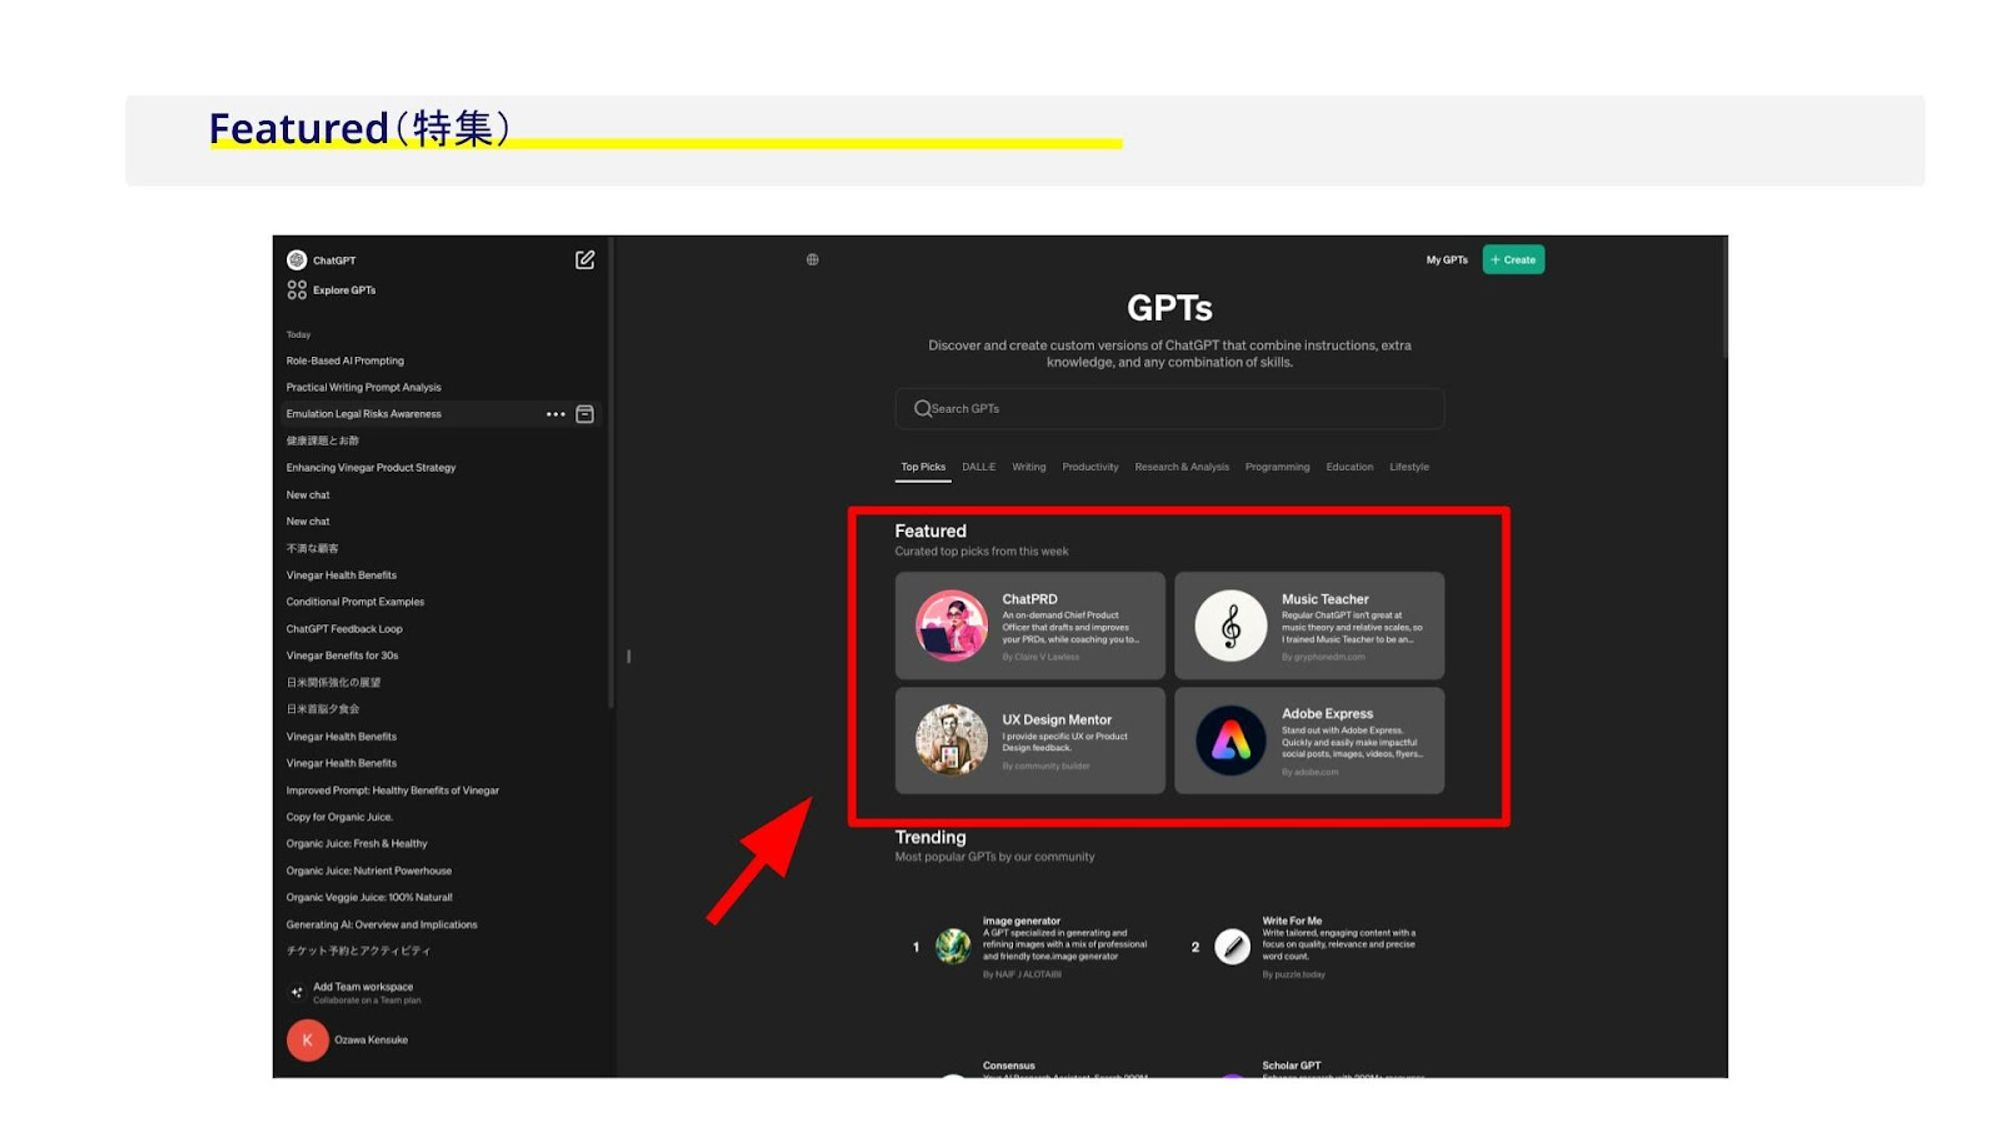 Featured（特集）
ChatGPT
Explore GPTs
Today
Role-Based AI Prompting
Practical Writing Prompt Analysis
Emulation Legal Risks Awareness
健康課題とお酢
Enhancing Vinegar Product Strategy
New chat
New chat
不満な顧客
Vinegar Health Benefits
Conditional Prompt Examples
ChatGPT Feedback Loop
Vinegar Benefits for 30s
日米関係強化の展望
日米首脳夕食会
Vinegar Health Benefits
Vinegar Health Benefits
Improved Prompt: Healthy Benefits of Vinegar
Copy for Organic Juice.
Organic Juice: Fresh & Healthy
Organic Juice: Nutrient Powerhouse
Organic Veggie Juice: 100% Natural!
Generating AI: Overview and Implications
チケット予約とアクティビティ
Add Team workspace
Collaborate on a Team plan
K
Ozawa Kensuke
My GPTs
+ Create
GPTs
Discover and create custom versions of ChatGPT that combine instructions, extra
knowledge, and any combination of skills.
Search GPTs
Top Picks DALL·E Writing Productivity Research & Analysis Programming Education Lifestyle
Featured
Curated top picks from this week
ChatPRD
An on-demand Chief Product
Officer that drafts and improves
your PRDs, while coaching you to...
By Claire V Lawless
Music Teacher
Regular ChatGPT isn't great at
music theory and relative scales, so
I trained Music Teacher to be an...
By gryphonedm.com
UX Design Mentor
I provide specific UX or Product
Design feedback.
By community builder
Adobe Express
Stand out with Adobe Express.
Quickly and easily make impactful
social posts, images, videos, flyers...
By adobe.com
Trending
Most popular GPTs by our community
1
image generator
A GPT specialized in generating and
refining images with a mix of professional
and friendly tone.image generator
By NAIF J ALOTAIBI
2
Write For Me
Write tailored, engaging content with a
focus on quality, relevance and precise
word count.
By puzzle.today
Consensus
Scholar GPT